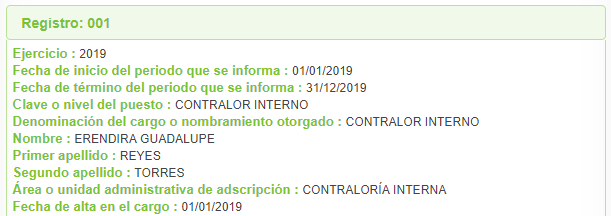 Registro: 001
Ejercicio : 2019
Fecha de inicio del periodo que se informa : 01/01/2019
Fecha de término del periodo que se informa : 31/12/2019
Clave o nivel del puesto : CONTRALOR INTERNO
Denominación del cargo o nombramiento otorgado : CONTRALOR INTERNO
Nombre : ERENDIRA GUADALUPE
Primer apellido : REYES
Segundo apellido : TORRES
Área o unidad administrativa de adscripción : CONTRALORÍA INTERNA
Fecha de alta en el cargo : 01/01/2019